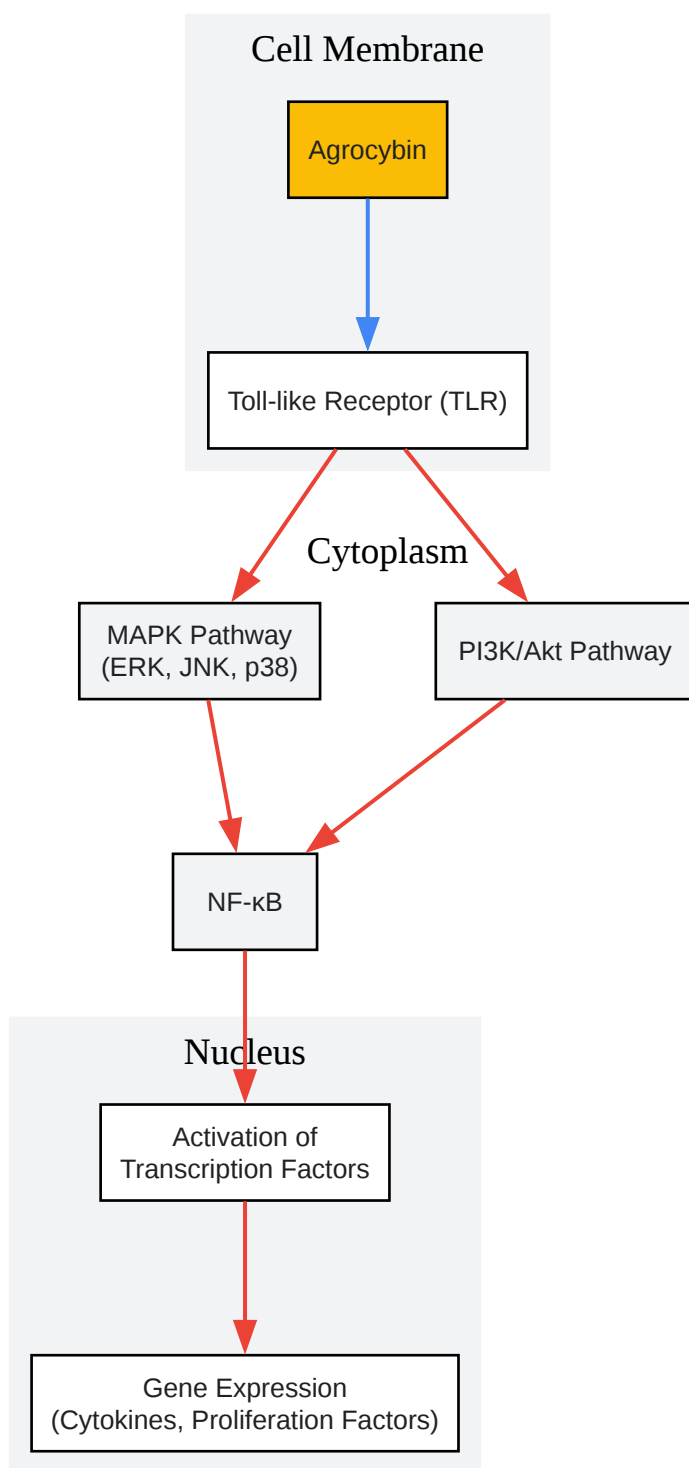 Cell Membrane
Agrocybin
Toll-like Receptor (TLR)
Cytoplasm
MAPK Pathway
(ERK, JNK, p38)
PI3K/Akt Pathway
NF-κB
Nucleus
Activation of
Transcription Factors
Gene Expression
(Cytokines, Proliferation Factors)